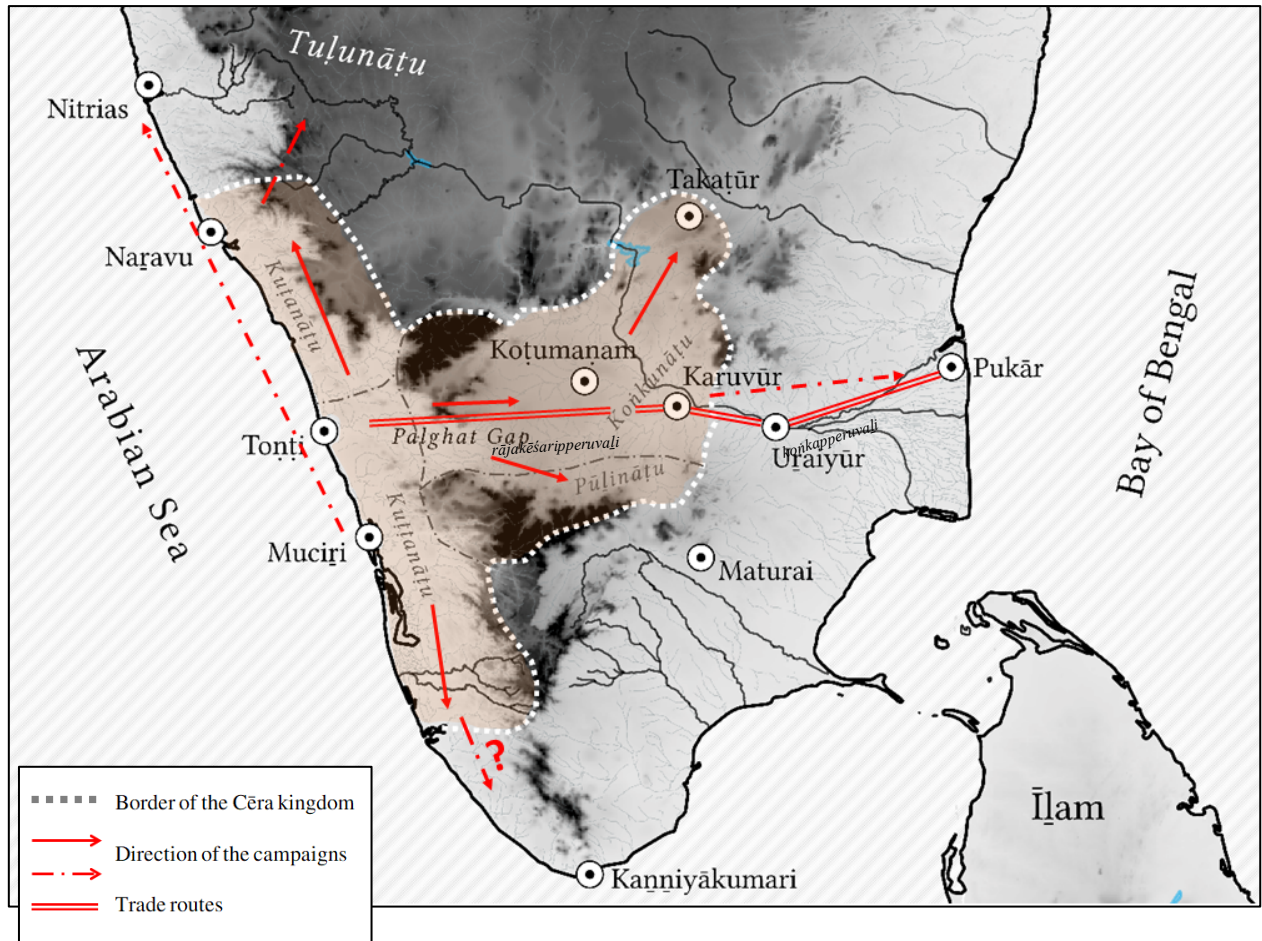 Tuḷunāṭu
Nitrias
Takaṭūr
Naṟavu
Kuṭanāṭu
Arabian Sea
Bay of Bengal
Koṭumaṇam
Koṅkunāṭu
Karuvūr
Pukār
Toṇṭi
Palghat Gap
rājakēśaripperuvaḻi
koṅkapperuvaḻi
Uṟaiyūr
Pūḻināṭu
Kuṭṭanāṭu
Muciṟi
Maturai
?
Īḻam
Kaṉṉiyākumari
Border of the Cēra kingdom
Direction of the campaigns
Trade routes